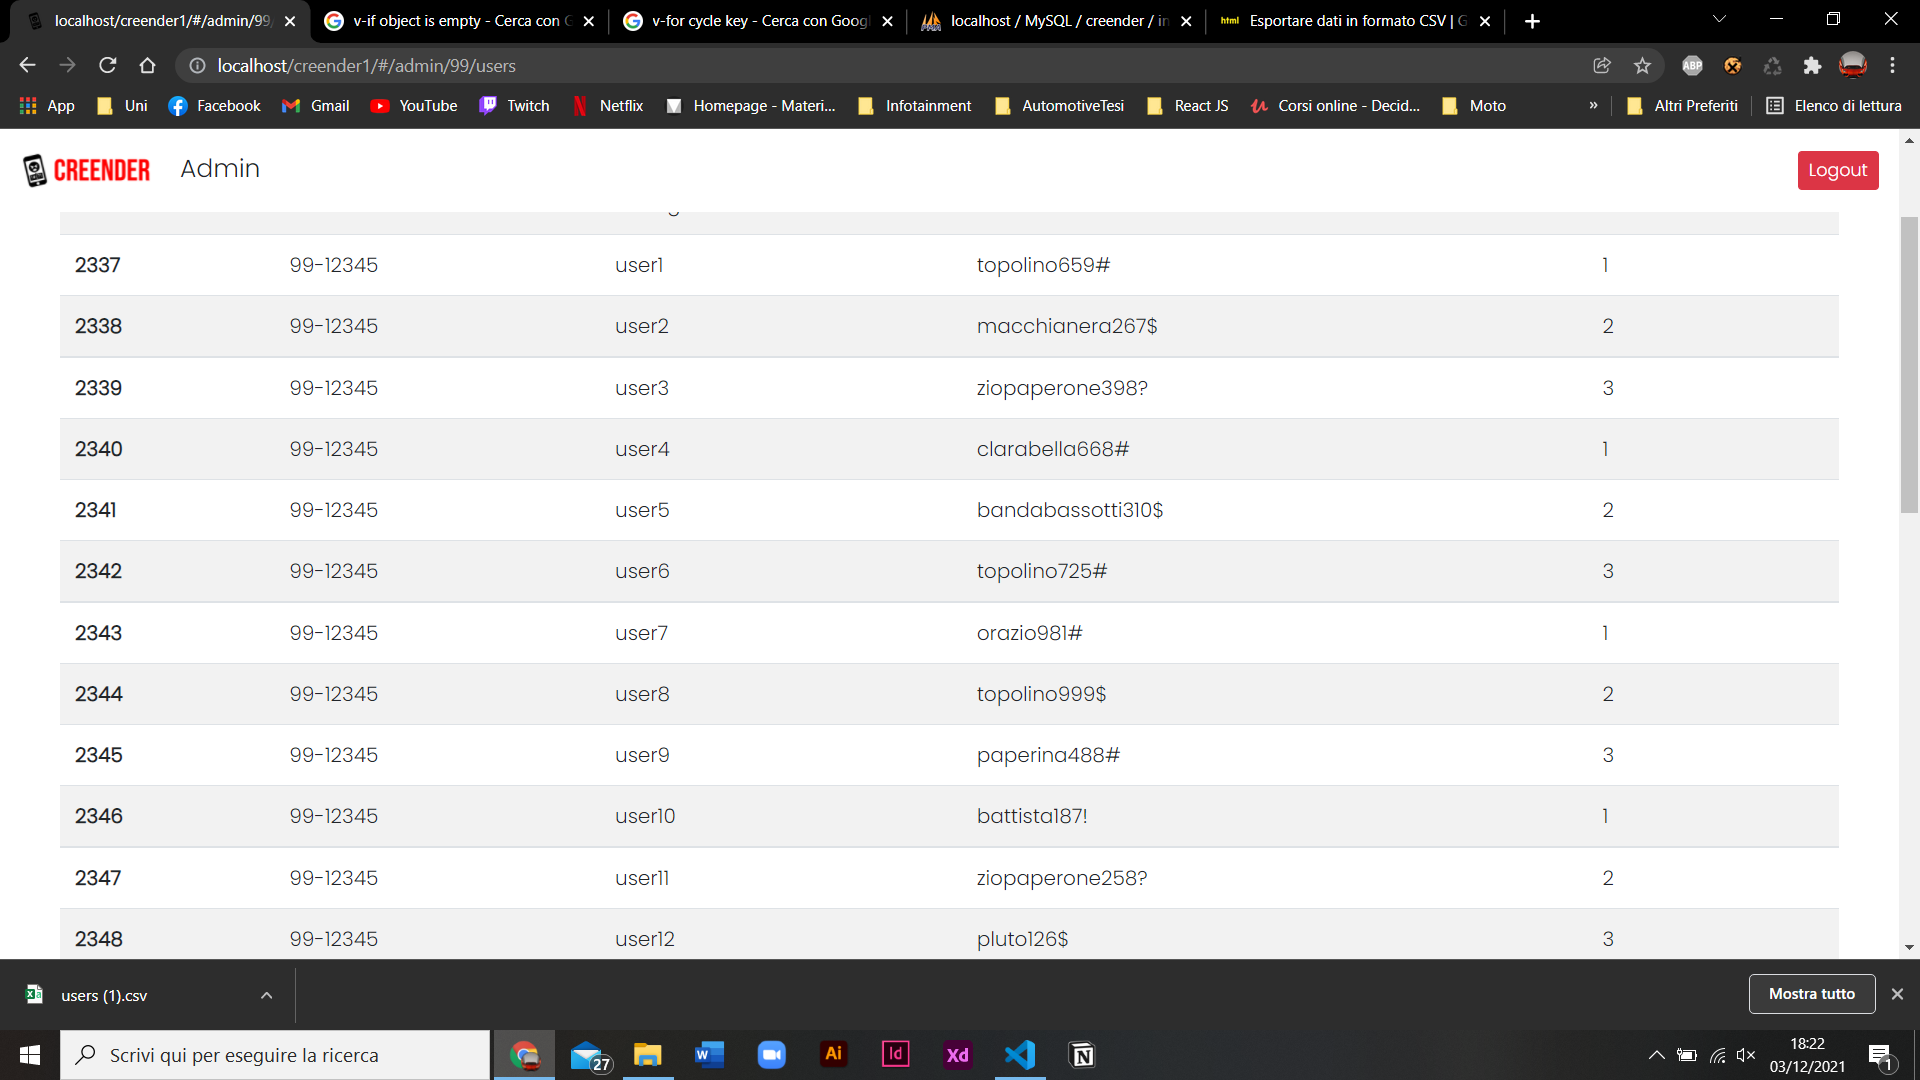 localhost/creender1/#/admin/99,
v-if object is empty - Cerca con G
v-for cycle key - Cerca con Googl
localhost / MySQL / creender / in
html Esportare dati in formato CSV | G
localhost/creender1/#/admin/99/users
ABP
App
Uni
Facebook
Gmail
YouTube
Twitch
Netflix
Homepage - Materi...
Infotainment
AutomotiveTesi
React JS
Corsi online - Decid...
Moto
»
Altri Preferiti
Elenco di lettura
CREENDER
Admin
Logout
2337 99-12345 user1 topolino659# 1
2338 99-12345 user2 macchianera267$ 2
2339 99-12345 user3 ziopaperone398? 3
2340 99-12345 user4 clarabella668# 1
2341 99-12345 user5 bandabassotti310$ 2
2342 99-12345 user6 topolino725# 3
2343 99-12345 user7 orazio981# 1
2344 99-12345 user8 topolino999$ 2
2345 99-12345 user9 paperina488# 3
2346 99-12345 user10 battista187! 1
2347 99-12345 user11 ziopaperone258? 2
2348 99-12345 user12 pluto126$ 3
users (1).csv
Mostra tutto
Scrivi qui per eseguire la ricerca
27
Ai
Id
Xd
18:22
03/12/2021
1